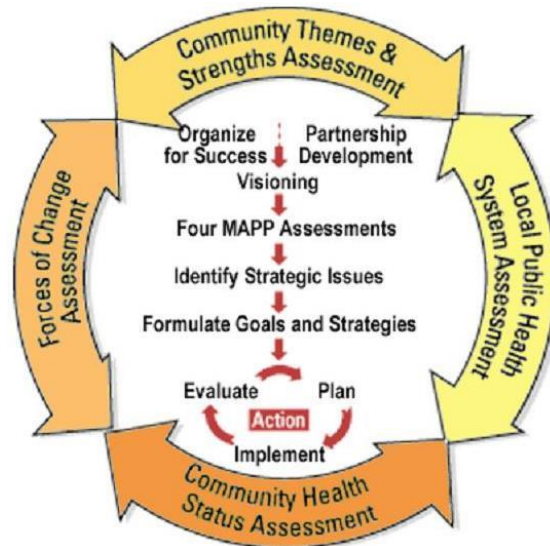 Community Themes &
Strengths Assessment
Organize
for Success
Partnership
Development
Visioning
Four MAPP Assessments
Identify Strategic Issues
Formulate Goals and Strategies
Evaluate
Plan
Action
Implement
Forces of Change
Assessment
Local Public Health
System Assessment
Community Health
Status Assessment